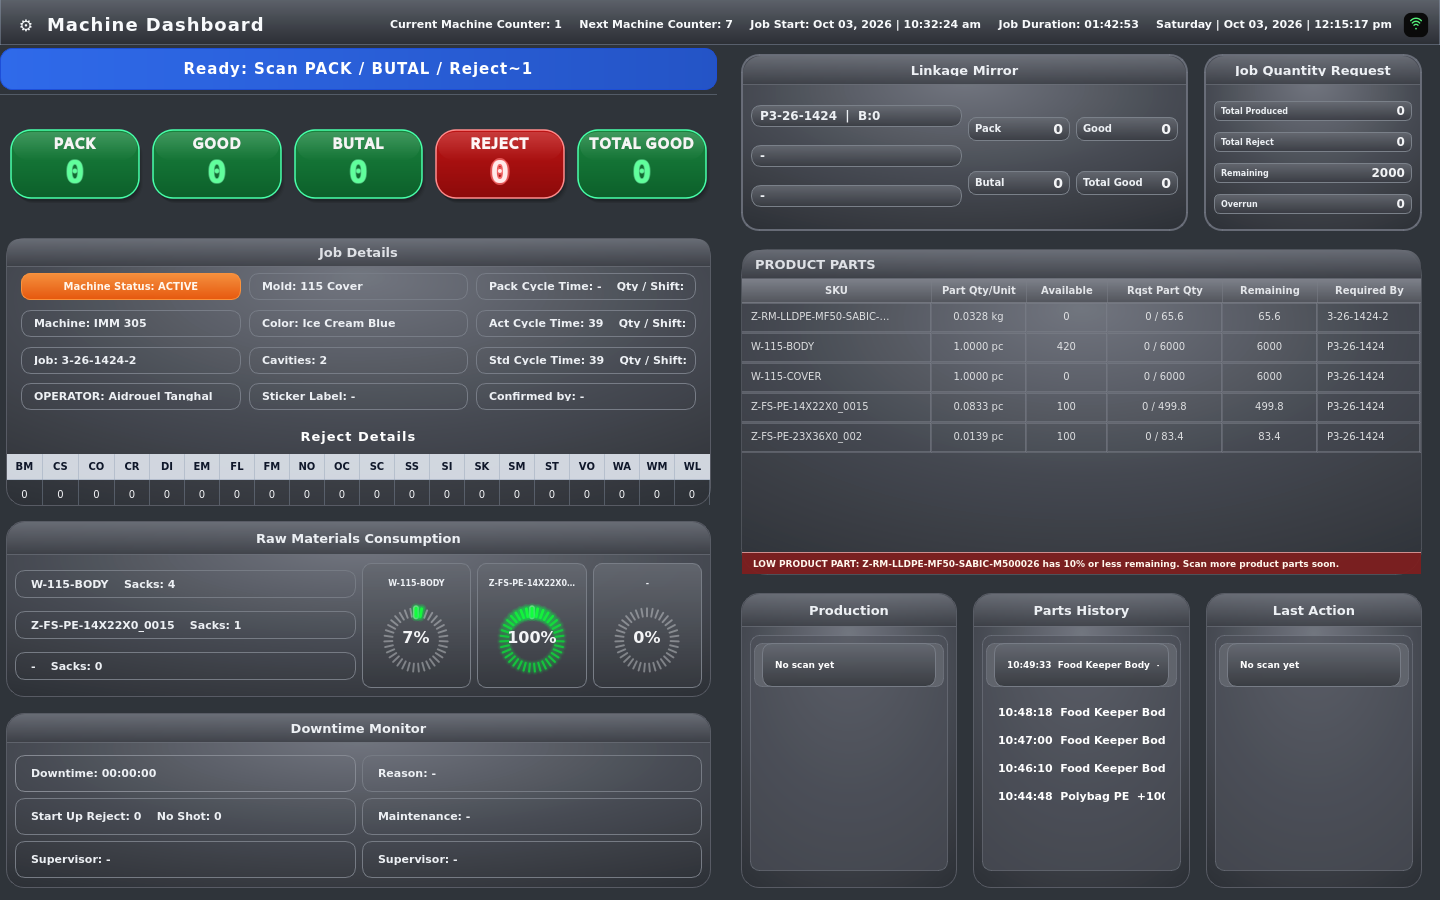 ⚙ Machine Dashboard
Current Machine Counter: 1 Next Machine Counter: 7 Job Start: Oct 03, 2026 | 10:32:24 am Job Duration: 01:42:53 Saturday | Oct 03, 2026 | 12:15:17 pm
Ready: Scan PACK / BUTAL / Reject~1
PACK GOOD BUTAL REJECT TOTAL GOOD
0 0 0 0 0
Job Details
Machine Status: ACTIVE Mold: 115 Cover Pack Cycle Time: - Qty / Shift:
Machine: IMM 305 Color: Ice Cream Blue Act Cycle Time: 39 Qty / Shift:
Job: 3-26-1424-2 Cavities: 2 Std Cycle Time: 39 Qty / Shift:
OPERATOR: Aidrouel Tanghal Sticker Label: - Confirmed by: -
Reject Details
BM CS CO CR DI EM FL FM NO OC SC SS SI SK SM ST VO WA WM WL
0 0 0 0 0 0 0 0 0 0 0 0 0 0 0 0 0 0 0 0
Raw Materials Consumption
W-115-BODY Sacks: 4
Z-FS-PE-14X22X0_0015 Sacks: 1
- Sacks: 0
W-115-BODY Z-FS-PE-14X22X0... -
7% 100% 0%
Downtime Monitor
Downtime: 00:00:00 Reason: -
Start Up Reject: 0 No Shot: 0 Maintenance: -
Supervisor: - Supervisor: -
Linkage Mirror
P3-26-1424 | B:0
-
-
Pack 0 Good 0
Butal 0 Total Good 0
Job Quantity Request
Total Produced 0
Total Reject 0
Remaining 2000
Overrun 0
PRODUCT PARTS
SKU Part Qty/Unit Available Rqst Part Qty Remaining Required By
Z-RM-LLDPE-MF50-SABIC-... 0.0328 kg 0 0 / 65.6 65.6 3-26-1424-2
W-115-BODY 1.0000 pc 420 0 / 6000 6000 P3-26-1424
W-115-COVER 1.0000 pc 0 0 / 6000 6000 P3-26-1424
Z-FS-PE-14X22X0_0015 0.0833 pc 100 0 / 499.8 499.8 P3-26-1424
Z-FS-PE-23X36X0_002 0.0139 pc 100 0 / 83.4 83.4 P3-26-1424
LOW PRODUCT PART: Z-RM-LLDPE-MF50-SABIC-M500026 has 10% or less remaining. Scan more product parts soon.
Production
No scan yet
Parts History
10:49:33 Food Keeper Body -
10:48:18 Food Keeper Bod
10:47:00 Food Keeper Bod
10:46:10 Food Keeper Bod
10:44:48 Polybag PE +100
Last Action
No scan yet